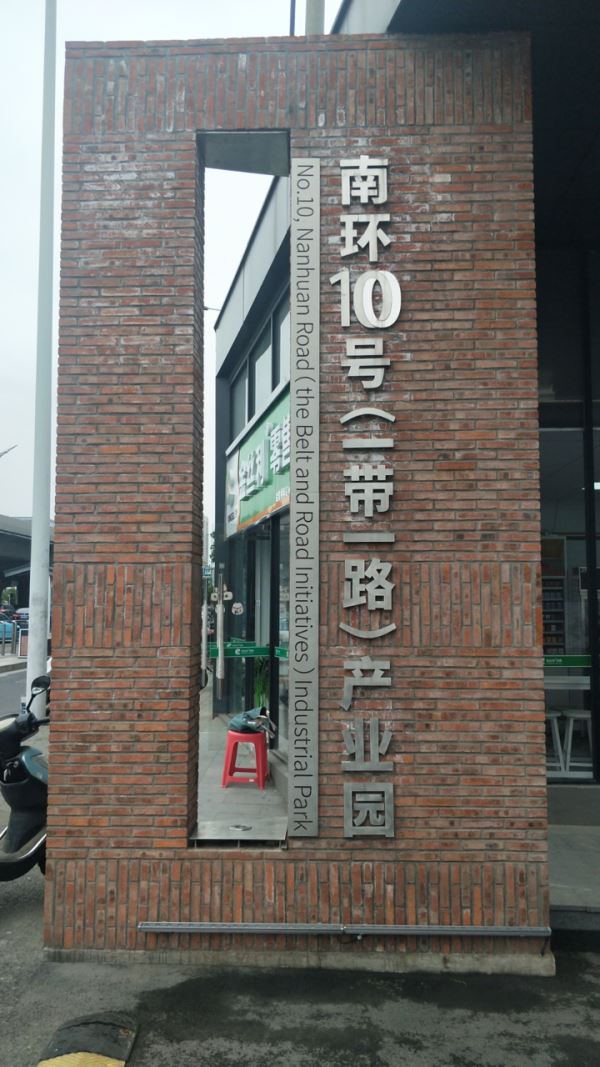 南环10号（一带一路）产业园
No.10, Nanhuan Road ( the Belt and Road Initiatives ) Industrial Park